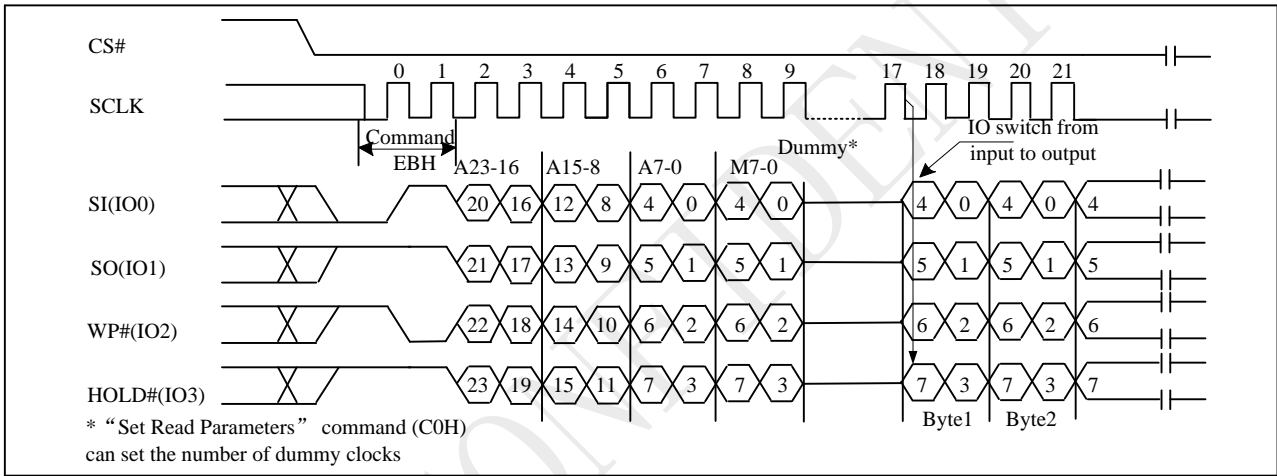 CS#
0 1 2 3 4 5 6 7 8 9 17 18 19 20 21
SCLK
Command
EBH
Dummy*
IO switch from
input to output
A23-16 A15-8 A7-0 M7-0
SI(IO0) 20 16 12 8 4 0 4 0 4 0 4 0 4
SO(IO1) 21 17 13 9 5 1 5 1 5 1 5 1 5
WP#(IO2) 22 18 14 10 6 2 6 2 6 2 6 2 6
HOLD#(IO3) 23 19 15 11 7 3 7 3 7 3 7 3 7
Byte1 Byte2
* “Set Read Parameters” command (C0H)
can set the number of dummy clocks